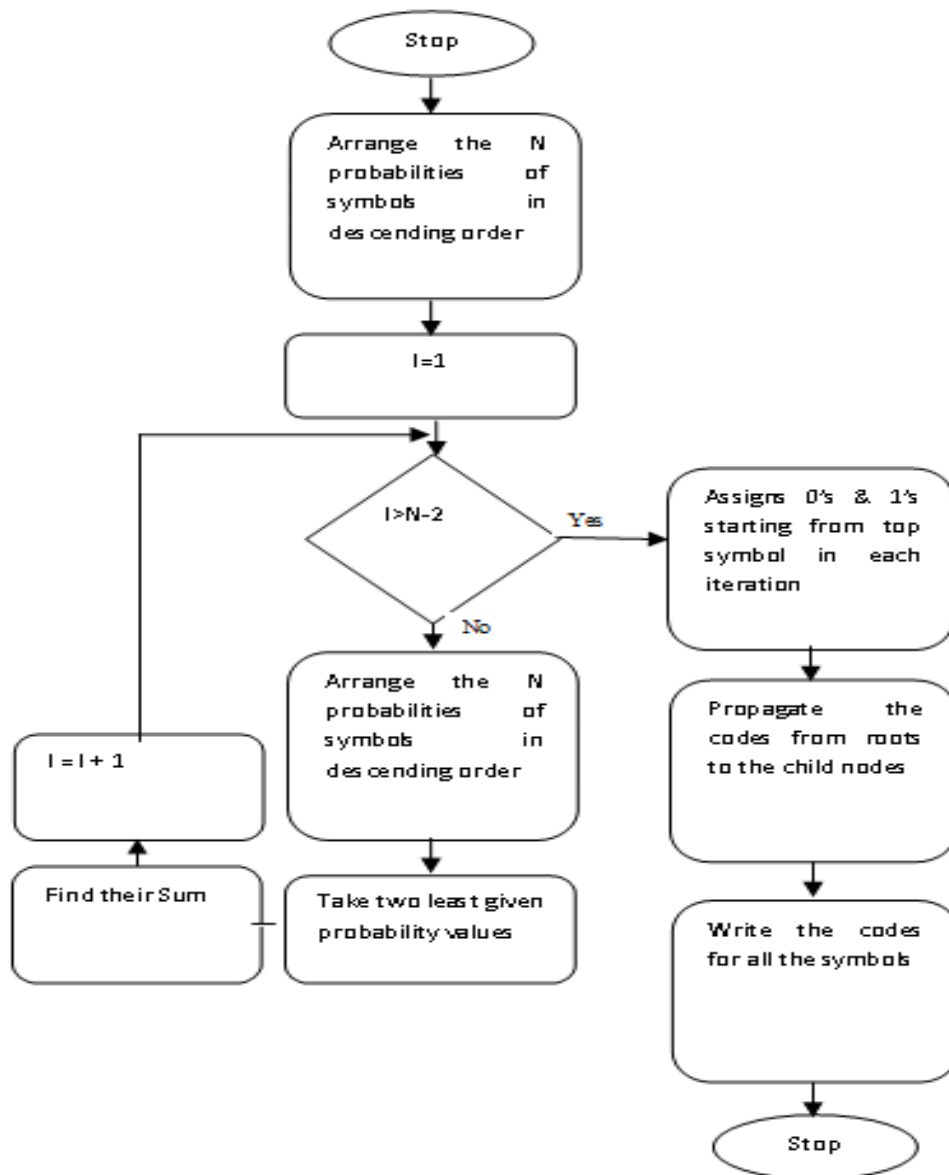 Stop
Arrange the N
probabilities of
symbols in
descending order
I=1
I>N-2
Yes
No
Assigns 0's & 1's
starting from top
symbol in each
iteration
Arrange the N
probabilities of
symbols in
descending order
Propagate the
codes from roots
to the child nodes
I = I + 1
Find their Sum
Take two least given
probability values
Write the codes
for all the symbols
Stop